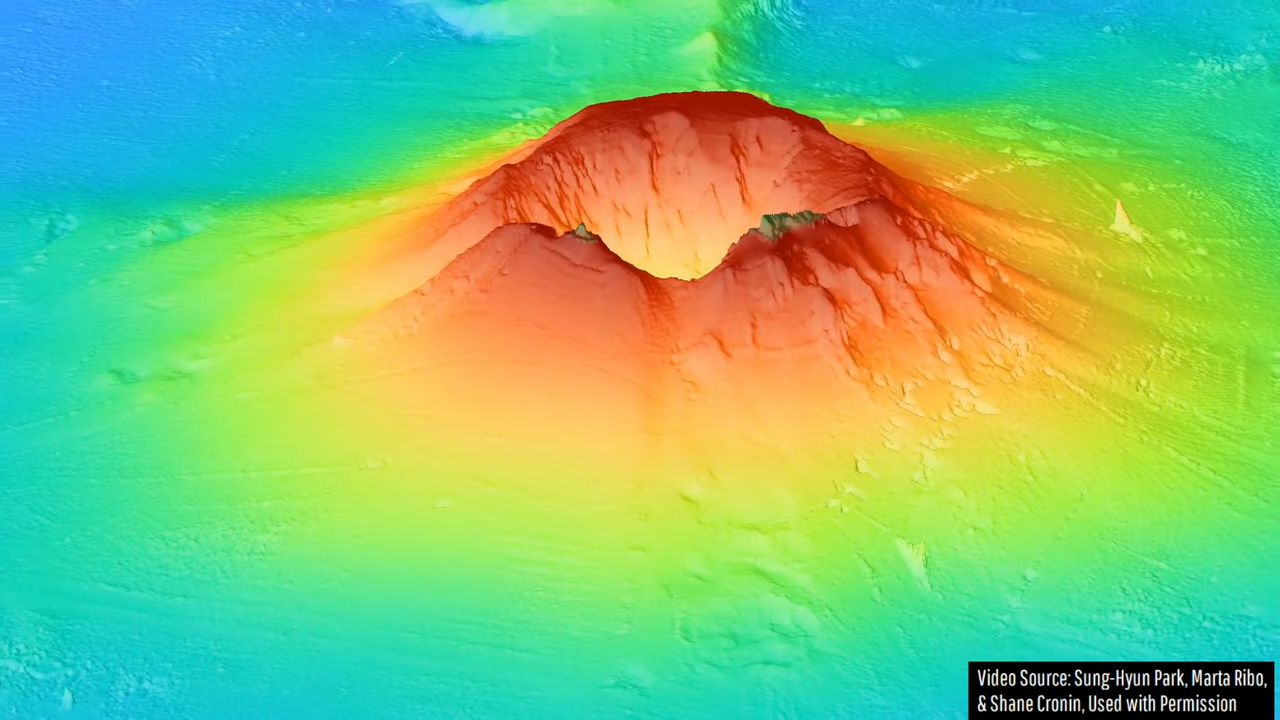 Video Source: Sung-Hyun Park, Marta Ribo,
& Shane Cronin, Used with Permission